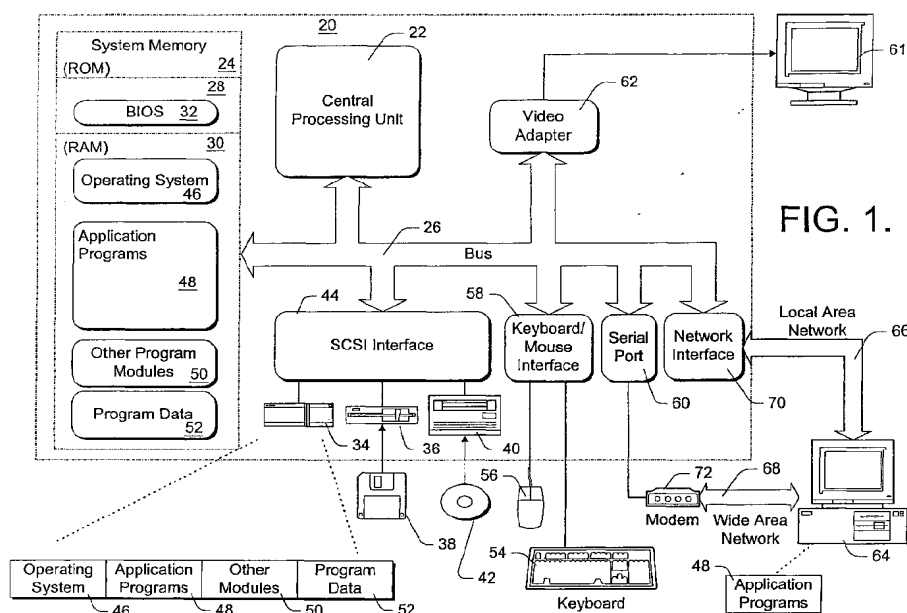 20
22
System Memory
(ROM) 24
28
BIOS 32
(RAM) 30
Operating System
46
Application
Programs
48
Other Program
Modules 50
Program Data
52
Central
Processing Unit
62
Video
Adapter
61
FIG. 1.
26
Bus
44
SCSI Interface
58
Keyboard/
Mouse
Interface
Serial
Port
60
Network
Interface
70
Local Area
Network
66
34
36
40
38
42
56
72
Modem
68
Wide Area
Network
64
54
Keyboard
48
Application
Programs
Operating
System
Application
Programs
Other
Modules
Program
Data
46
48
50
52